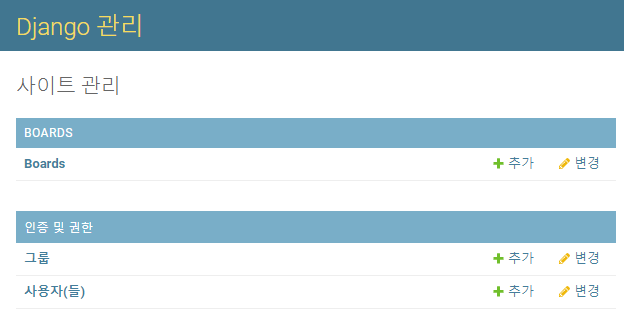 Django 관리
사이트 관리
BOARDS
Boards 추가 변경
인증 및 권한
그룹 추가 변경
사용자(들) 추가 변경